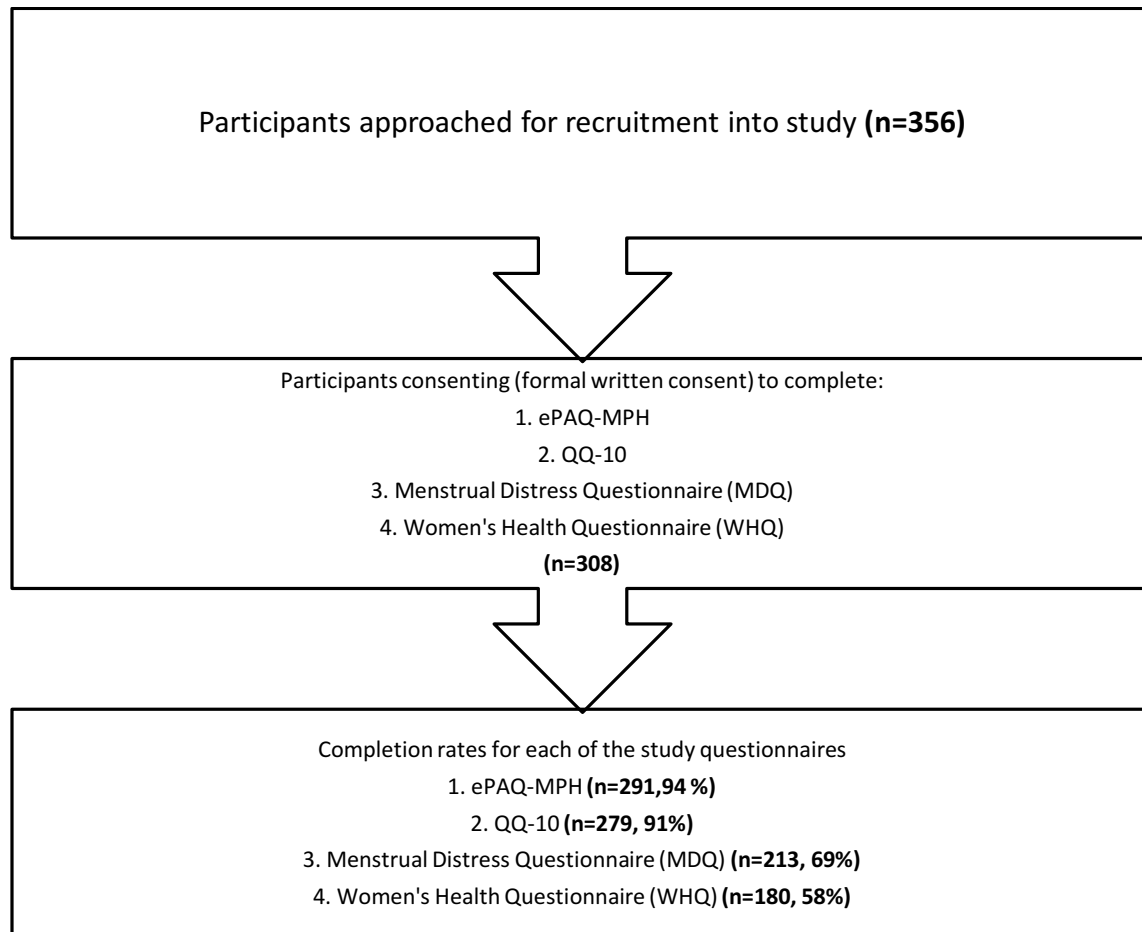 Participants approached for recruitment into study (n=356)
Participants consenting (formal written consent) to complete:
1. ePAQ-MPH
2. QQ-10
3. Menstrual Distress Questionnaire (MDQ)
4. Women's Health Questionnaire (WHQ)
(n=308)
Completion rates for each of the study questionnaires
1. ePAQ-MPH (n=291,94 %)
2. QQ-10 (n=279, 91%)
3. Menstrual Distress Questionnaire (MDQ) (n=213, 69%)
4. Women's Health Questionnaire (WHQ) (n=180, 58%)